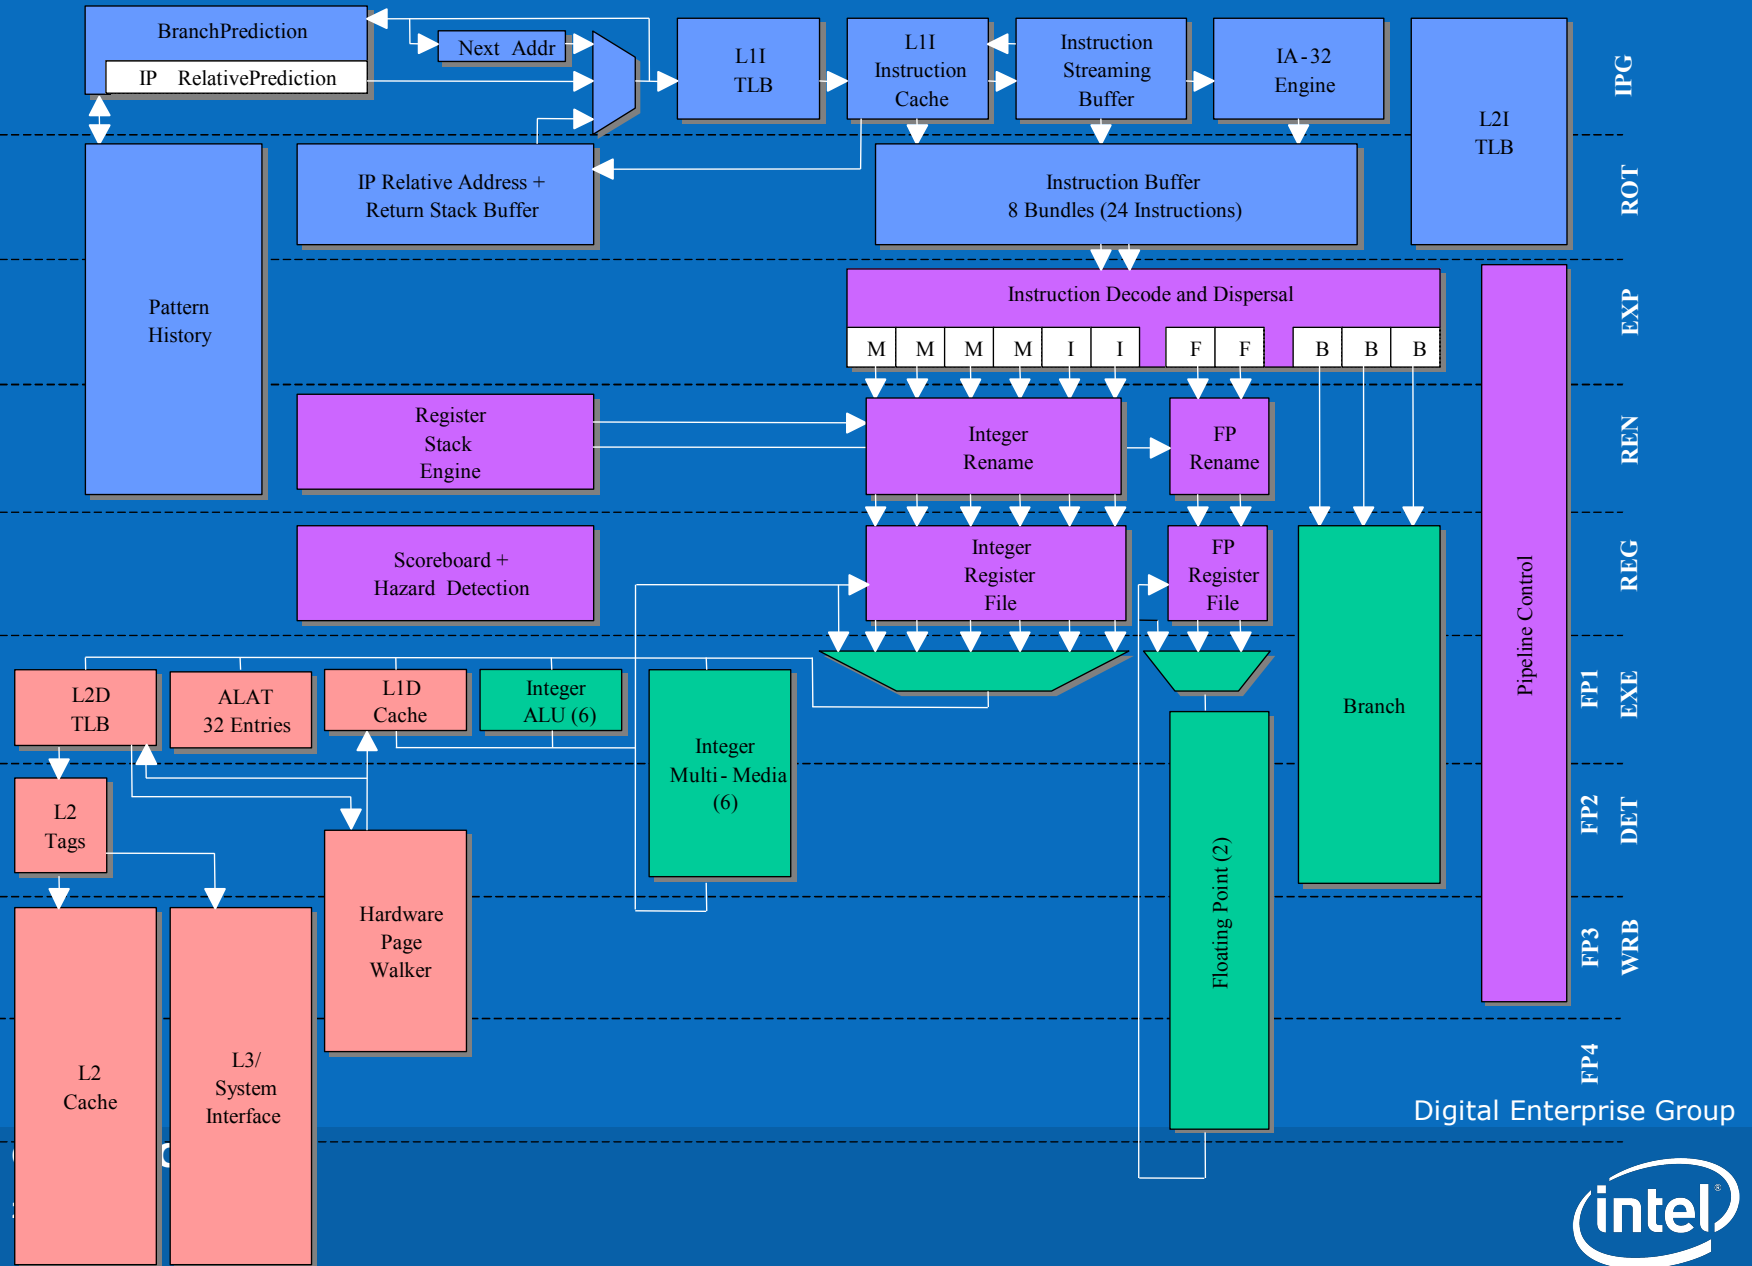 BranchPrediction
IP RelativePrediction
Next Addr
L1I
TLB
L1I
Instruction
Cache
Instruction
Streaming
Buffer
IA-32
Engine
L2I
TLB
IPG
Pattern
History
IP Relative Address +
Return Stack Buffer
Instruction Buffer
8 Bundles (24 Instructions)
ROT
Instruction Decode and Dispersal
M M M M I I F F B B B
EXP
Register
Stack
Engine
Integer
Rename
FP
Rename
REN
Scoreboard +
Hazard Detection
Integer
Register
File
FP
Register
File
REG
Pipeline Control
L2D
TLB
ALAT
32 Entries
L1D
Cache
Integer
ALU (6)
Integer
Multi-Media
(6)
Branch
FP1
EXE
L2
Tags
FP2
DET
Hardware
Page
Walker
Floating Point (2)
FP3
WRB
L2
Cache
L3/
System
Interface
FP4
Digital Enterprise Group
intel®